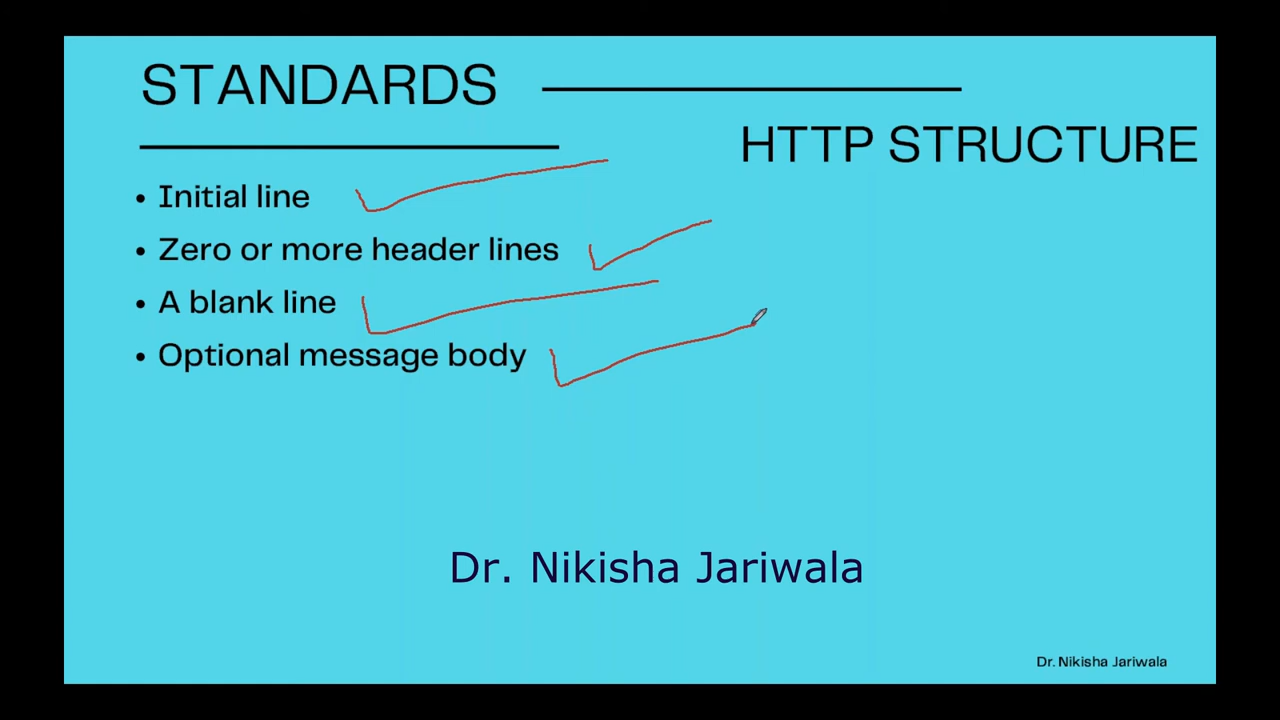 STANDARDS
HTTP STRUCTURE
• Initial line
• Zero or more header lines
• A blank line
• Optional message body
Dr. Nikisha Jariwala
Dr. Nikisha Jariwala